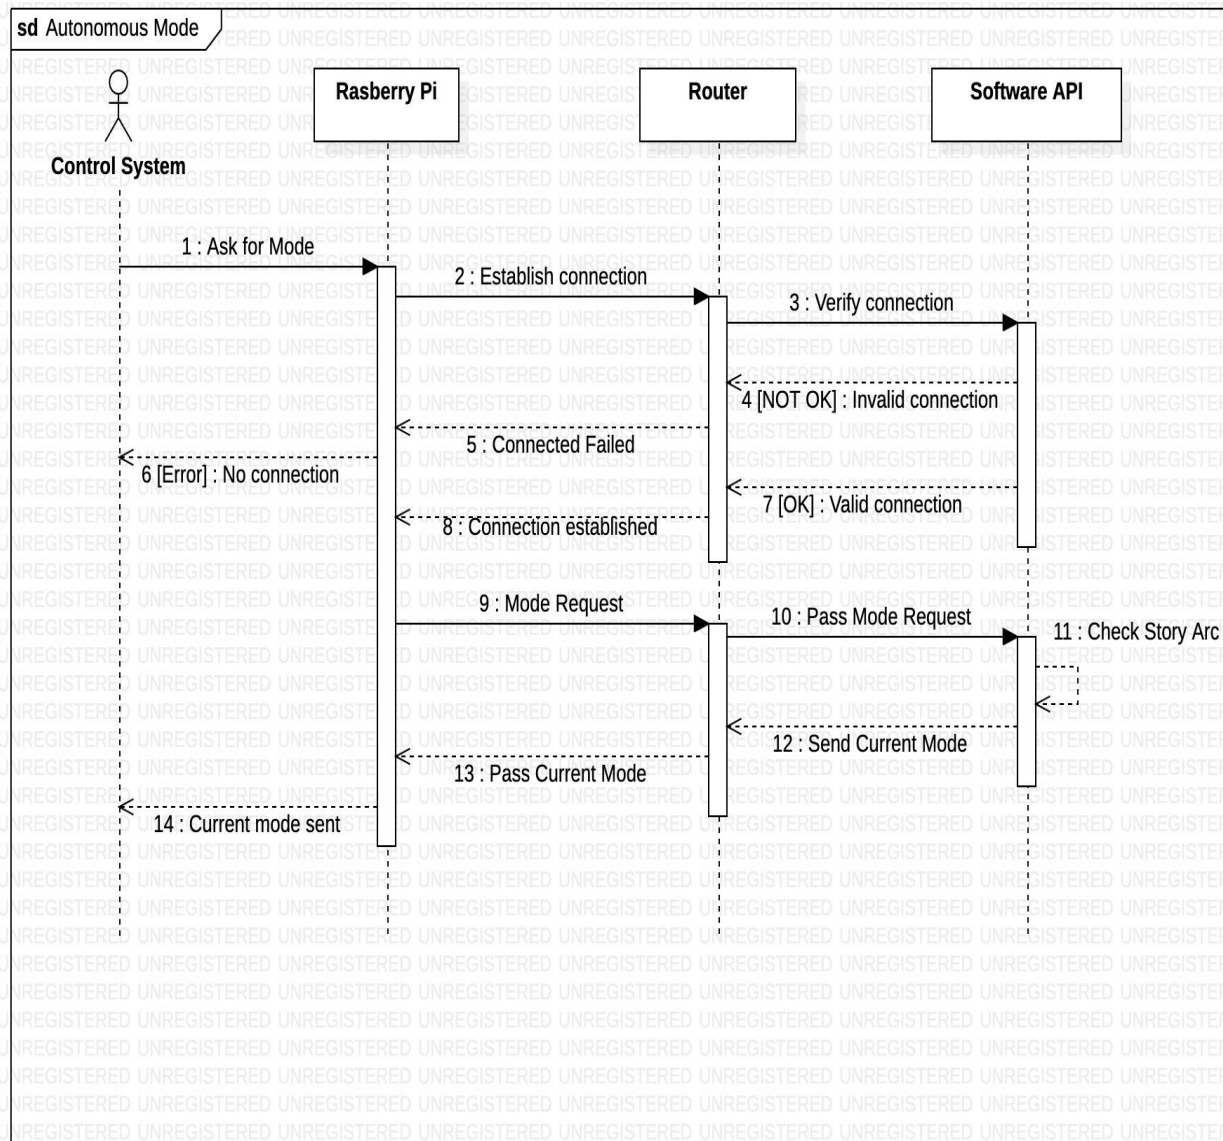 sd Autonomous Mode
Rasberry Pi
Router
Software API
Control System
1 : Ask for Mode
2 : Establish connection
3 : Verify connection
4 [NOT OK] : Invalid connection
5 : Connected Failed
6 [Error] : No connection
7 [OK] : Valid connection
8 : Connection established
9 : Mode Request
10 : Pass Mode Request
11 : Check Story Arc
12 : Send Current Mode
13 : Pass Current Mode
14 : Current mode sent
UNREGISTERED